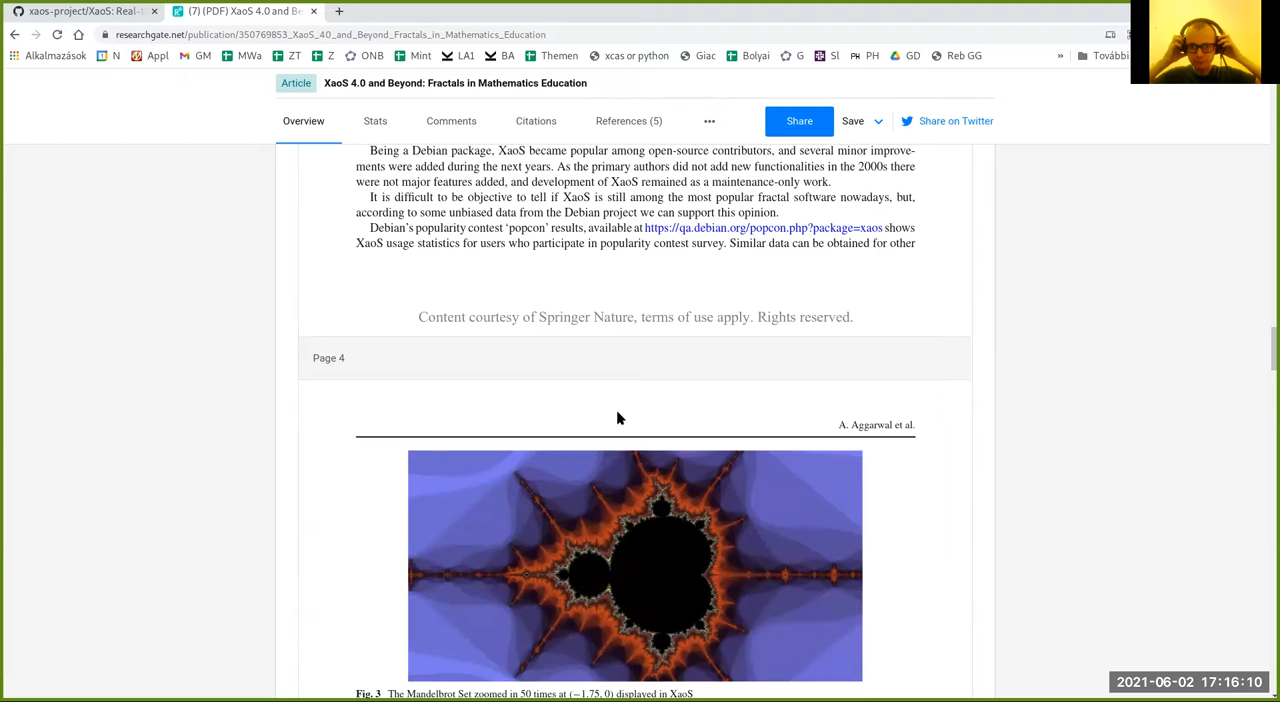 xaos-project/XaoS: Real-t
(7) (PDF) XaoS 4.0 and Be
researchgate.net/publication/350769853_XaoS_40_and_Beyond_Fractals_in_Mathematics_Education
Alkalmazások N Appl GM MWa ZT Z ONB Mint LA1 BA Themen xcas or python Giac Bolyai G Sl PH PH GD Reb GG » További
Article XaoS 4.0 and Beyond: Fractals in Mathematics Education
Overview Stats Comments Citations References (5) ••• Share Save Share on Twitter
Being a Debian package, XaoS became popular among open-source contributors, and several minor improve-
ments were added during the next years. As the primary authors did not add new functionalities in the 2000s there
were not major features added, and development of XaoS remained as a maintenance-only work.
It is difficult to be objective to tell if XaoS is still among the most popular fractal software nowadays, but,
according to some unbiased data from the Debian project we can support this opinion.
Debian's popularity contest ‘popcon’ results, available at https://qa.debian.org/popcon.php?package=xaos shows
XaoS usage statistics for users who participate in popularity contest survey. Similar data can be obtained for other
Content courtesy of Springer Nature, terms of use apply. Rights reserved.
Page 4
A. Aggarwal et al.
Fig. 3 The Mandelbrot Set zoomed in 50 times at (−1.75, 0) displayed in XaoS
2021-06-02 17:16:10